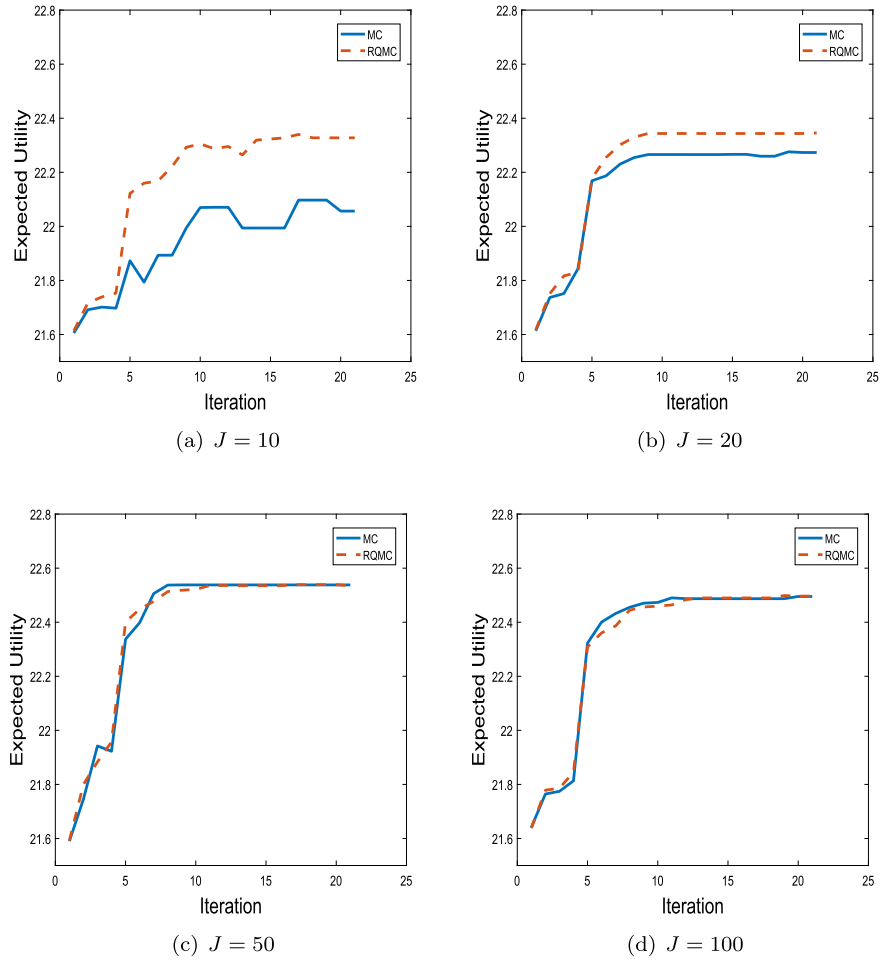 22.8
22.6
22.4
22.2
22
21.8
21.6
0 5 10 15 20 25
Expected Utility
Iteration
MC
RQMC
(a) J = 10
22.8
22.6
22.4
22.2
22
21.8
21.6
0 5 10 15 20 25
Expected Utility
Iteration
MC
RQMC
(b) J = 20
22.8
22.6
22.4
22.2
22
21.8
21.6
0 5 10 15 20 25
Expected Utility
Iteration
MC
RQMC
(c) J = 50
22.8
22.6
22.4
22.2
22
21.8
21.6
0 5 10 15 20 25
Expected Utility
Iteration
MC
RQMC
(d) J = 100